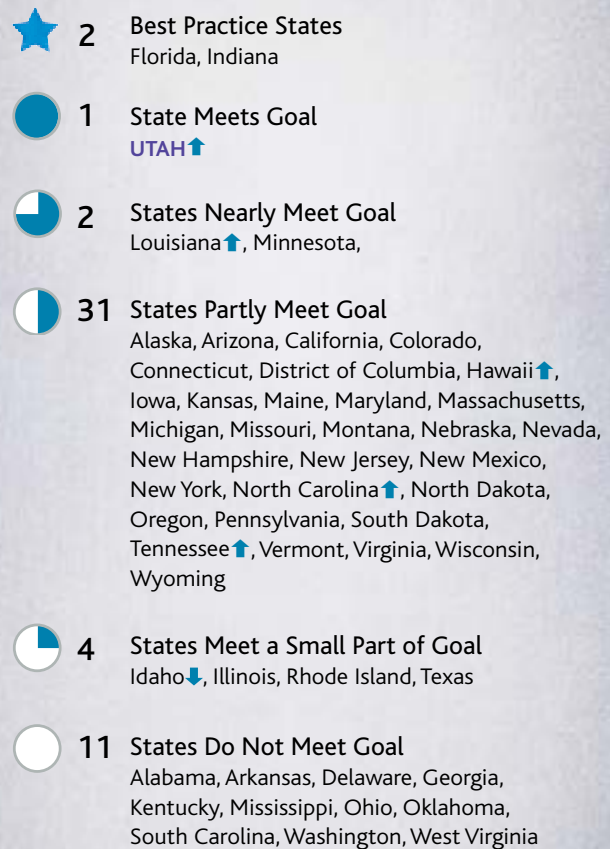 2 Best Practice States
Florida, Indiana
1 State Meets Goal
UTAH⬆
2 States Nearly Meet Goal
Louisiana⬆, Minnesota,
31 States Partly Meet Goal
Alaska, Arizona, California, Colorado,
Connecticut, District of Columbia, Hawaii⬆,
Iowa, Kansas, Maine, Maryland, Massachusetts,
Michigan, Missouri, Montana, Nebraska, Nevada,
New Hampshire, New Jersey, New Mexico,
New York, North Carolina⬆, North Dakota,
Oregon, Pennsylvania, South Dakota,
Tennessee⬆, Vermont, Virginia, Wisconsin,
Wyoming
4 States Meet a Small Part of Goal
Idaho⬇, Illinois, Rhode Island, Texas
11 States Do Not Meet Goal
Alabama, Arkansas, Delaware, Georgia,
Kentucky, Mississippi, Ohio, Oklahoma,
South Carolina, Washington, West Virginia